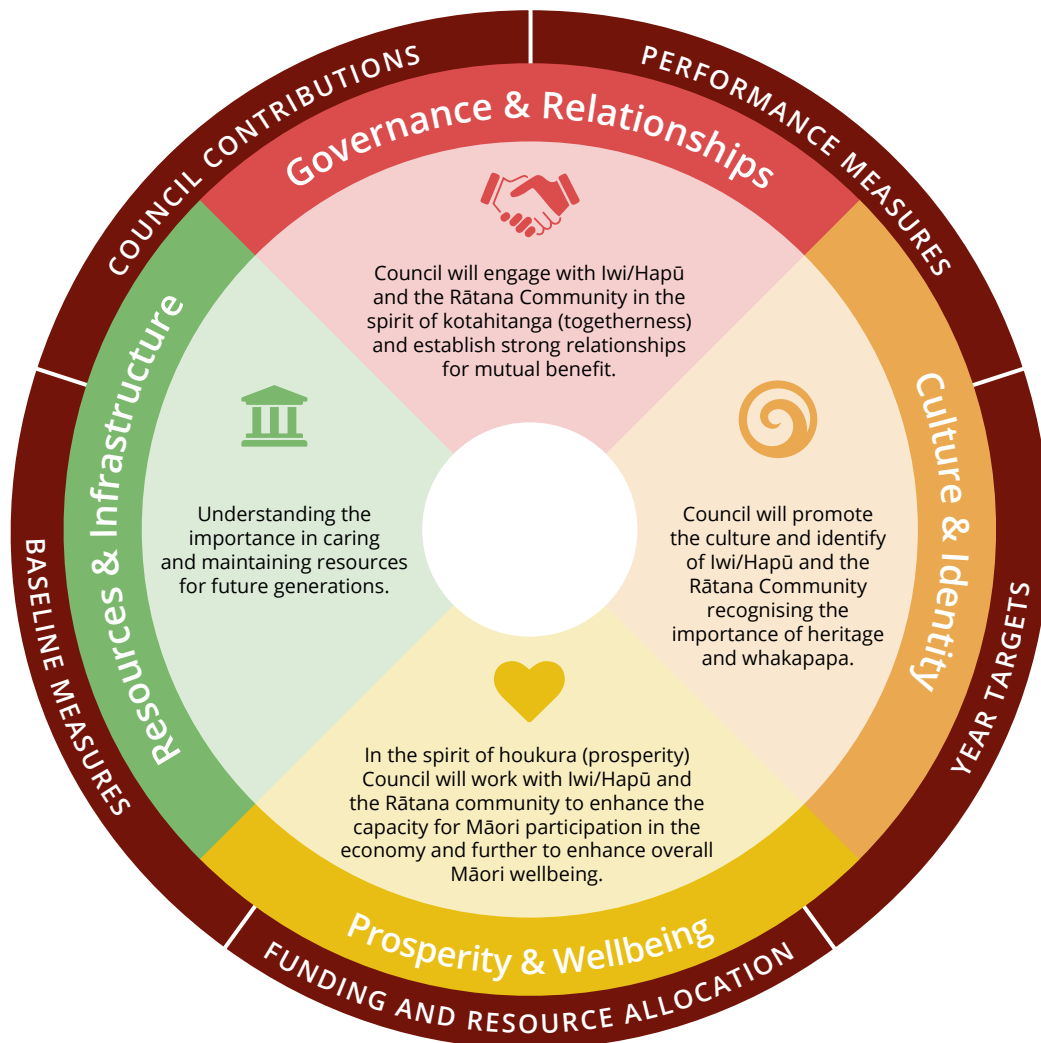 COUNCIL CONTRIBUTIONS
PERFORMANCE MEASURES
YEAR TARGETS
FUNDING AND RESOURCE ALLOCATION
BASELINE MEASURES
Governance & Relationships
Council will engage with Iwi/Hapū
and the Rātana Community in the
spirit of kotahitanga (togetherness)
and establish strong relationships
for mutual benefit.
Culture & Identity
Council will promote
the culture and identify
of Iwi/Hapū and the
Rātana Community
recognising the
importance of heritage
and whakapapa.
Prosperity & Wellbeing
In the spirit of houkura (prosperity)
Council will work with Iwi/Hapū and
the Rātana community to enhance the
capacity for Māori participation in the
economy and further to enhance overall
Māori wellbeing.
Resources & Infrastructure
Understanding the
importance in caring
and maintaining resources
for future generations.